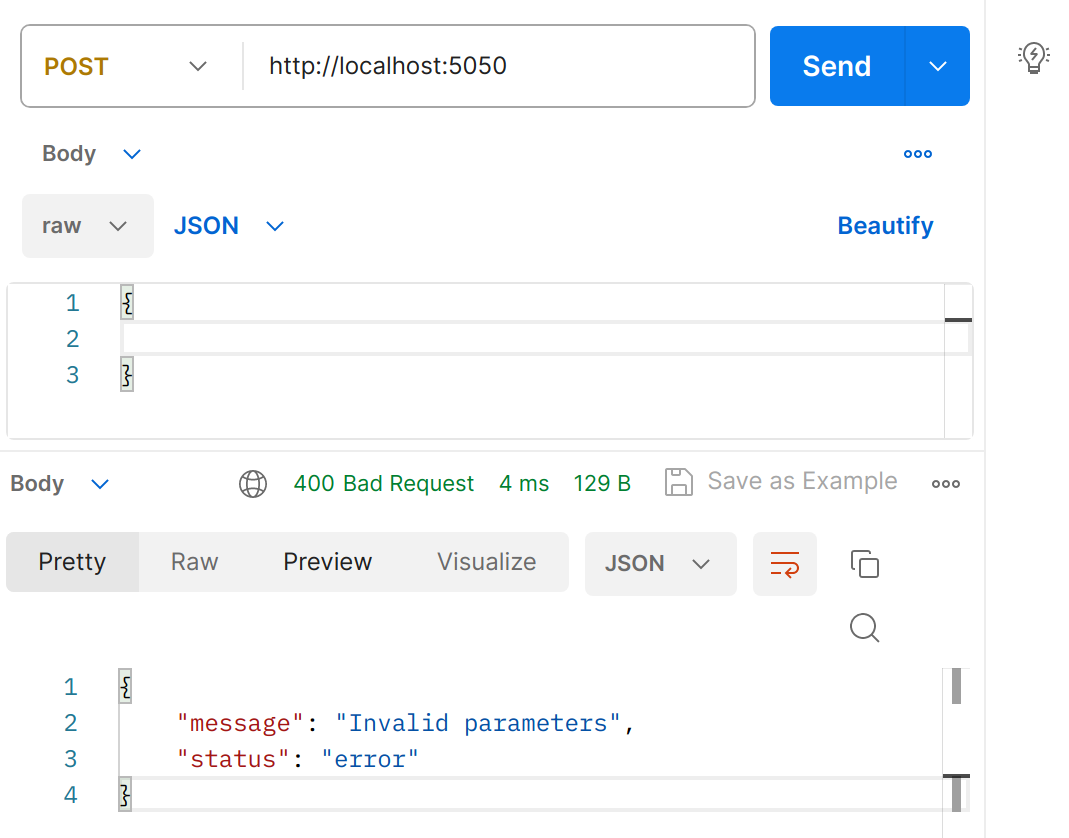 POST http://localhost:5050 Send
Body
raw JSON Beautify
1 {
2
3 }
Body 400 Bad Request 4 ms 129 B Save as Example
Pretty Raw Preview Visualize JSON
1 {
2 "message": "Invalid parameters",
3 "status": "error"
4 }